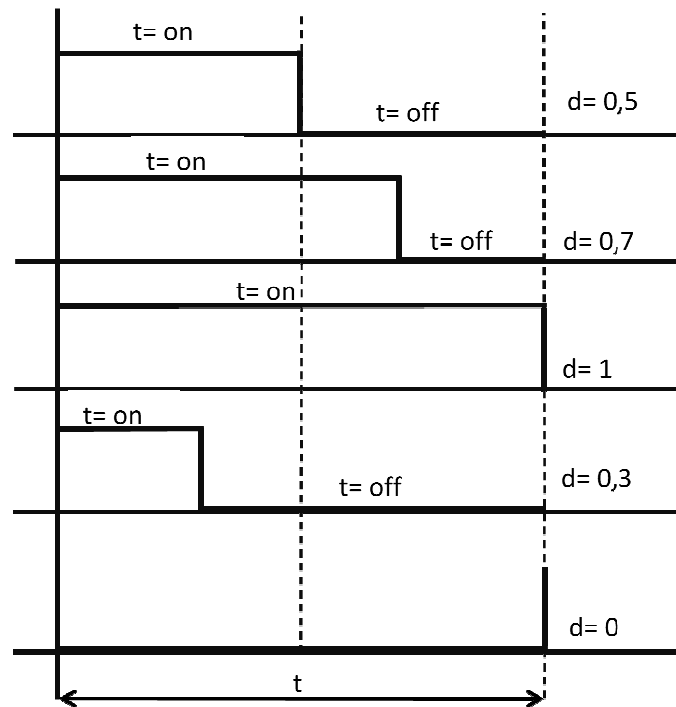 t= on
t= off
d= 0,5
t= on
t= off
d= 0,7
t= on
d= 1
t= on
t= off
d= 0,3
d= 0
t